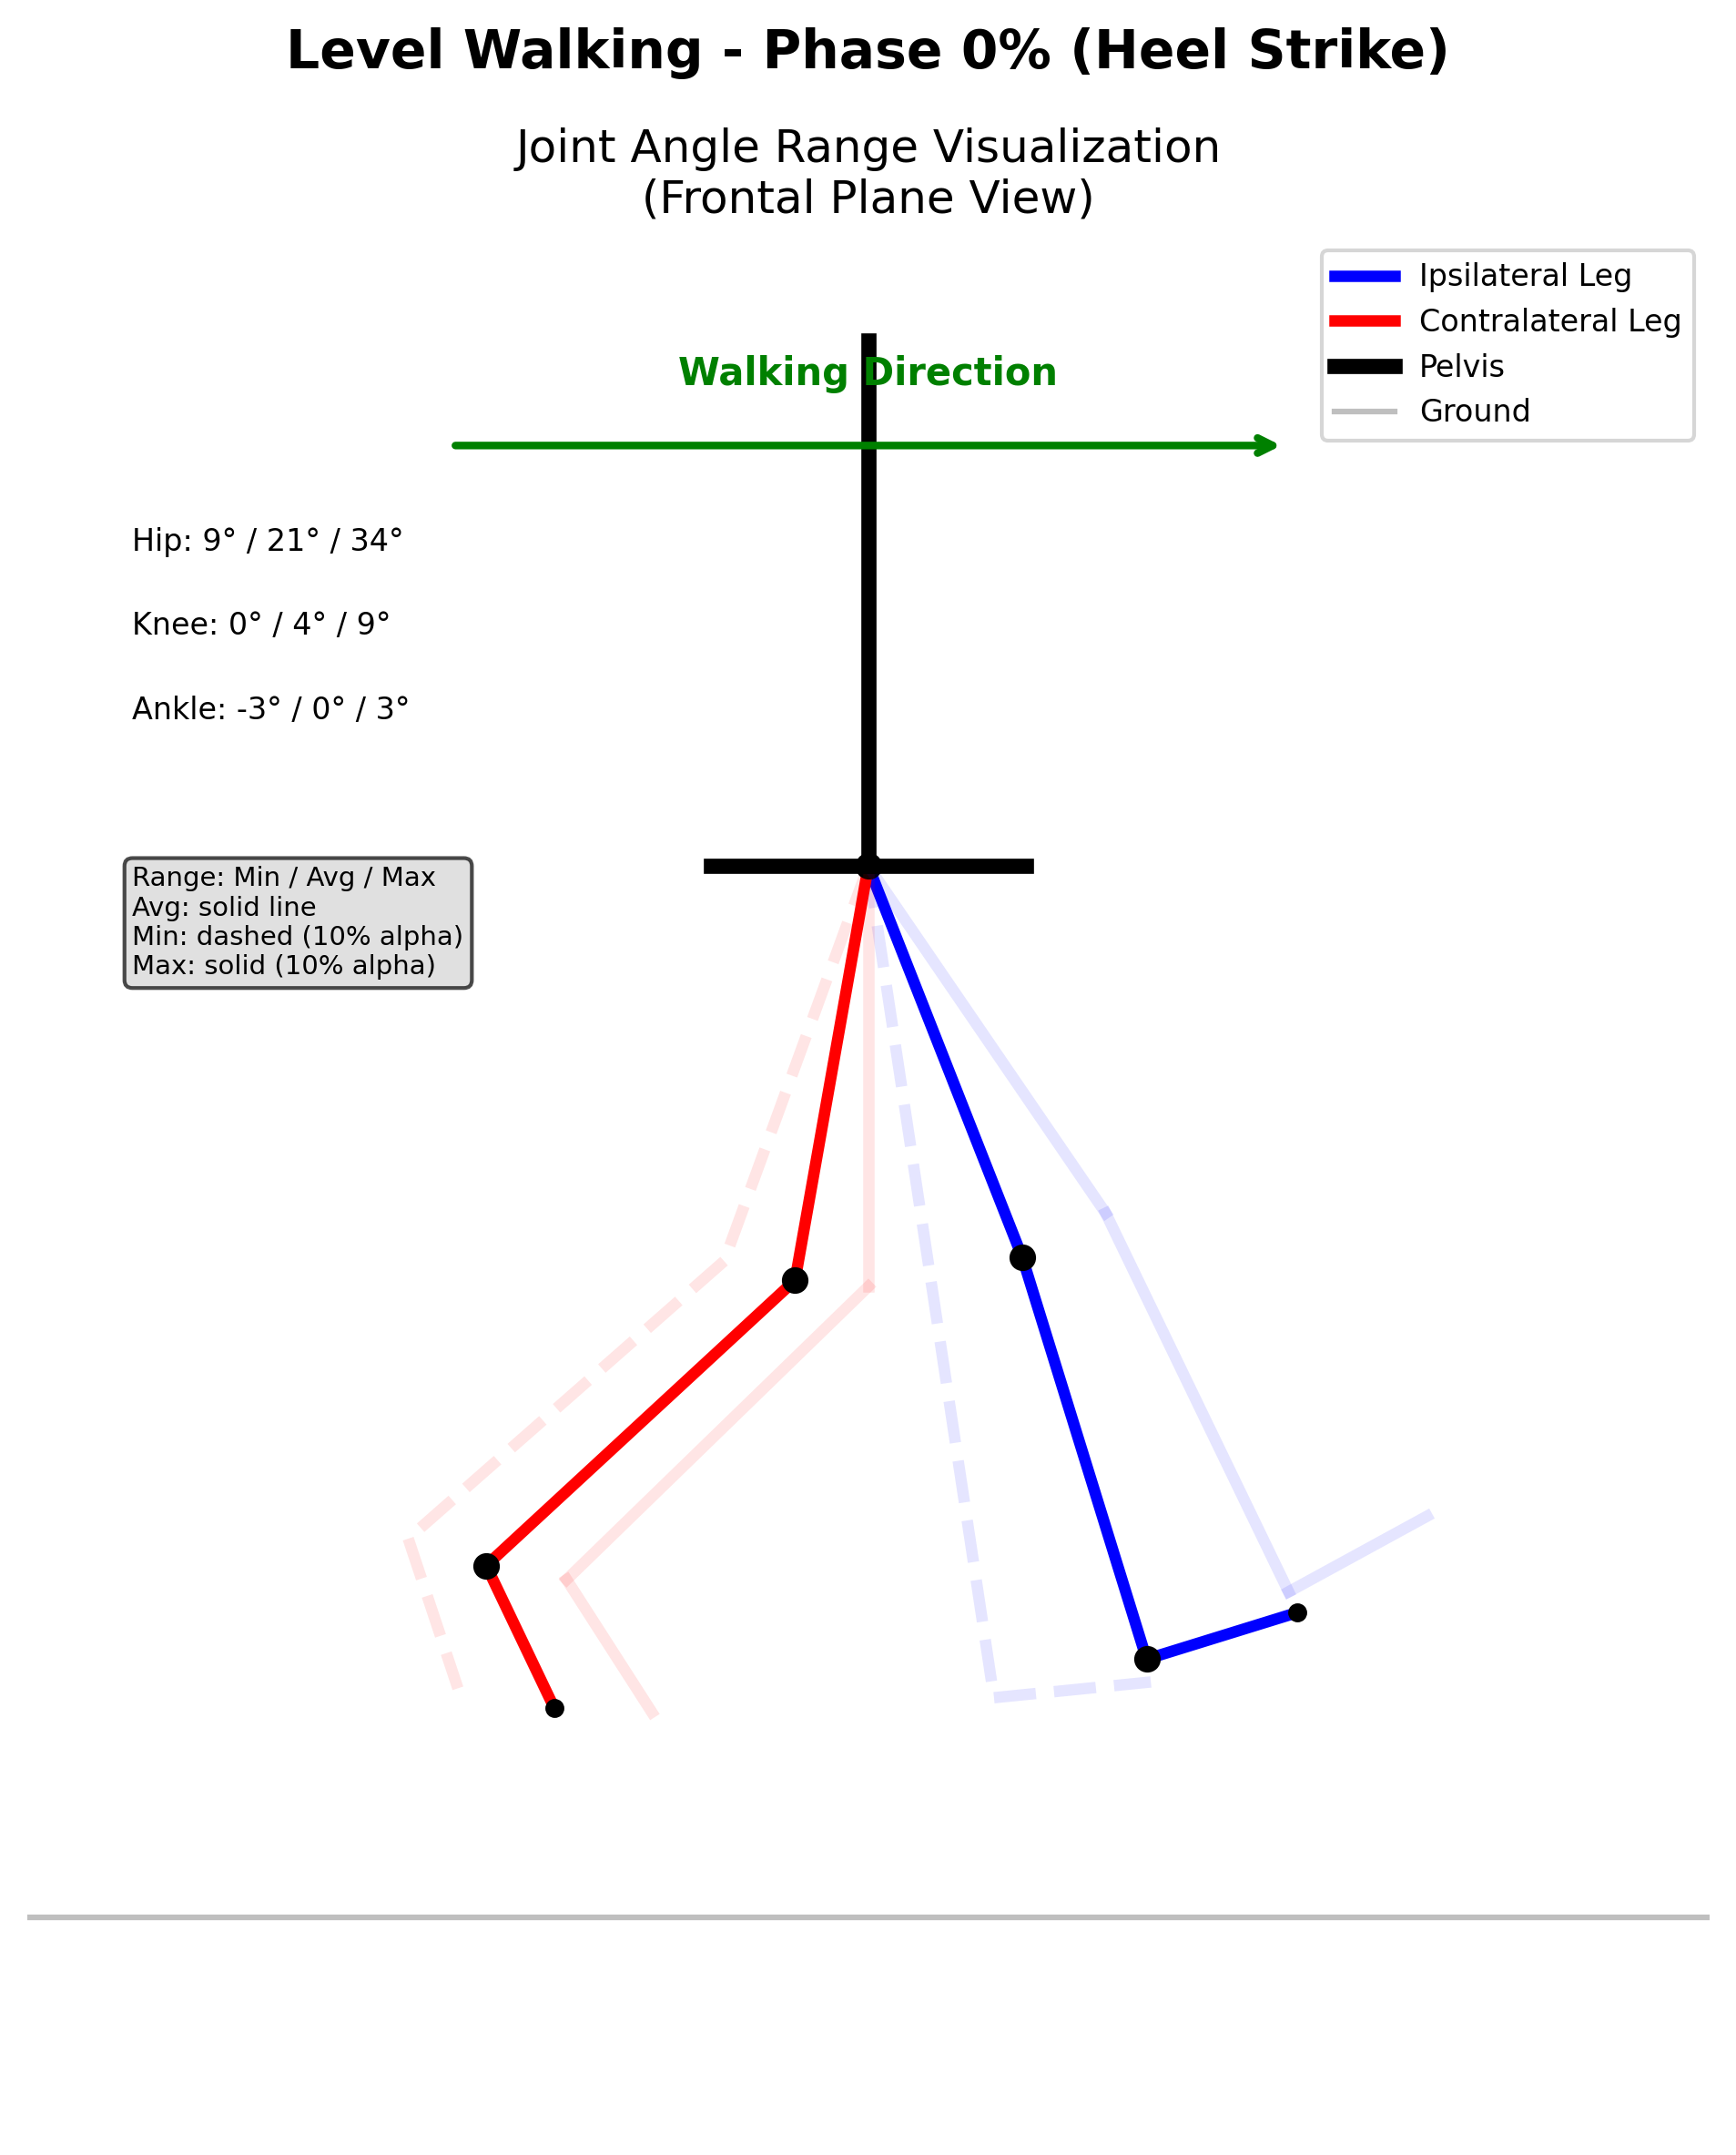 Level Walking - Phase 0% (Heel Strike)
Joint Angle Range Visualization
(Frontal Plane View)
Ipsilateral Leg
Contralateral Leg
Pelvis
Ground
Walking Direction
Hip: 9° / 21° / 34°
Knee: 0° / 4° / 9°
Ankle: -3° / 0° / 3°
Range: Min / Avg / Max
Avg: solid line
Min: dashed (10% alpha)
Max: solid (10% alpha)